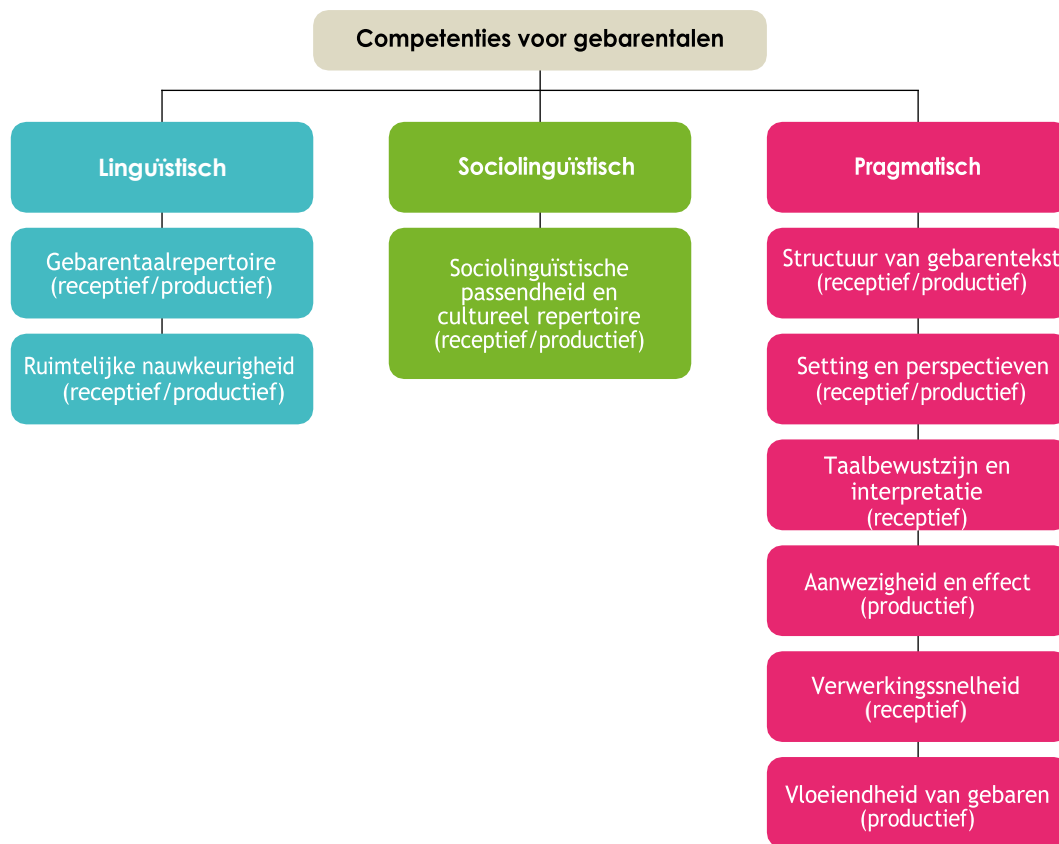 Competenties voor gebarentalen
Linguïstisch
Gebarentaalrepertoire
(receptief/productief)
Ruimtelijke nauwkeurigheid
(receptief/productief)
Sociolinguïstisch
Sociolinguïstische
passendheid en
cultureel repertoire
(receptief/productief)
Pragmatisch
Structuur van gebarentekst
(receptief/productief)
Setting en perspectieven
(receptief/productief)
Taalbewustzijn en
interpretatie
(receptief)
Aanwezigheid en effect
(productief)
Verwerkingssnelheid
(receptief)
Vloeiendheid van gebaren
(productief)